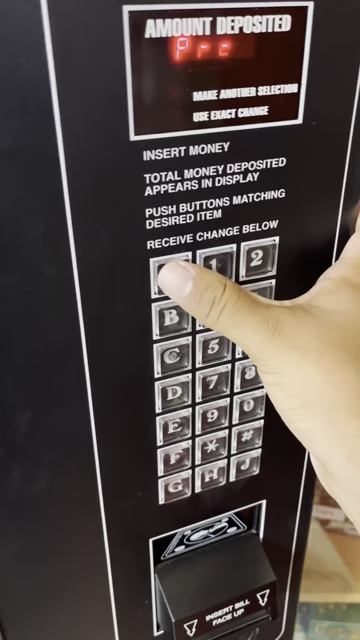 AMOUNT DEPOSITED
Pre
MAKE ANOTHER SELECTION
USE EXACT CHANGE
INSERT MONEY
TOTAL MONEY DEPOSITED
APPEARS IN DISPLAY
PUSH BUTTONS MATCHING
DESIRED ITEM
RECEIVE CHANGE BELOW
1 2
B
C 5
D 7 8
E 9 0
F * #
G H J
INSERT BILL
FACE UP